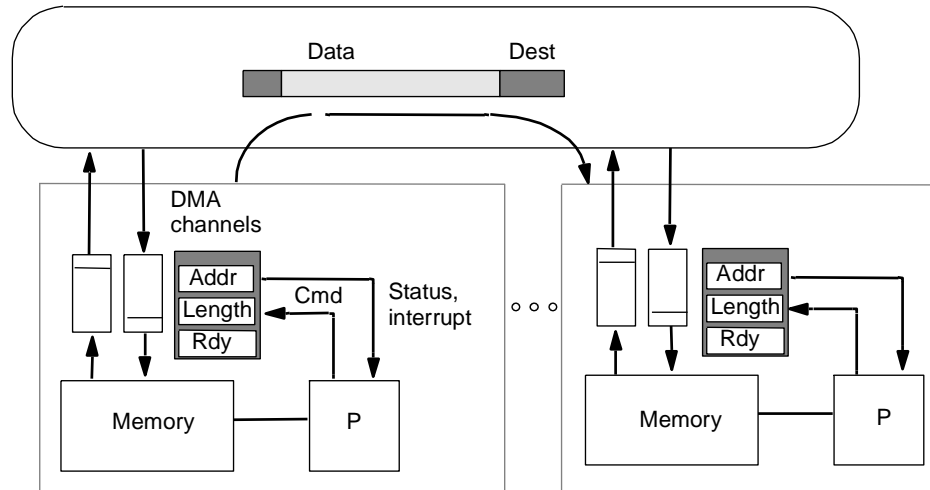 Data Dest
DMA
channels
Addr
Length
Rdy
Cmd
Status,
interrupt
Memory
P
Addr
Length
Rdy
Memory
P